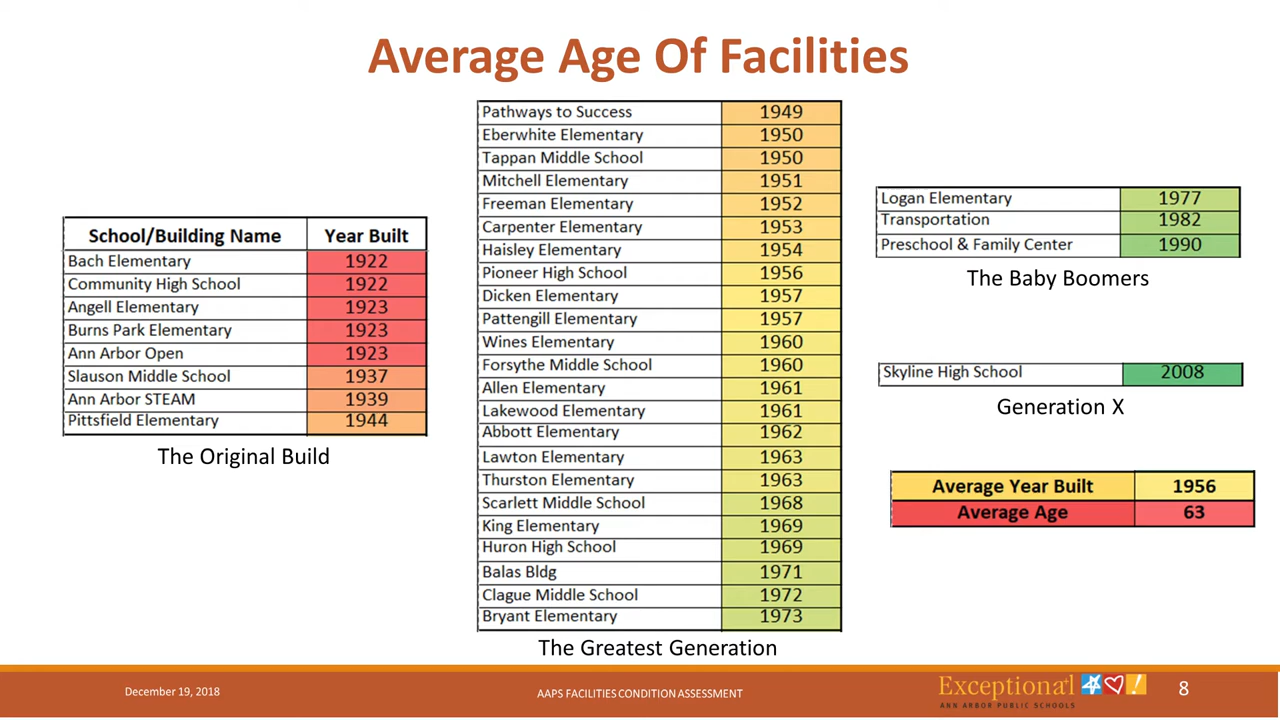 Average Age Of Facilities
School/Building Name Year Built
Bach Elementary 1922
Community High School 1922
Angell Elementary 1923
Burns Park Elementary 1923
Ann Arbor Open 1923
Slauson Middle School 1937
Ann Arbor STEAM 1939
Pittsfield Elementary 1944
The Original Build
Pathways to Success 1949
Eberwhite Elementary 1950
Tappan Middle School 1950
Mitchell Elementary 1951
Freeman Elementary 1952
Carpenter Elementary 1953
Haisley Elementary 1954
Pioneer High School 1956
Dicken Elementary 1957
Pattengill Elementary 1957
Wines Elementary 1960
Forsythe Middle School 1960
Allen Elementary 1961
Lakewood Elementary 1961
Abbott Elementary 1962
Lawton Elementary 1963
Thurston Elementary 1963
Scarlett Middle School 1968
King Elementary 1969
Huron High School 1969
Balas Bldg 1971
Clague Middle School 1972
Bryant Elementary 1973
The Greatest Generation
Logan Elementary 1977
Transportation 1982
Preschool & Family Center 1990
The Baby Boomers
Skyline High School 2008
Generation X
Average Year Built 1956
Average Age 63
December 19, 2018
AAPS FACILITIES CONDITION ASSESSMENT
Exceptional
ANN ARBOR PUBLIC SCHOOLS
8